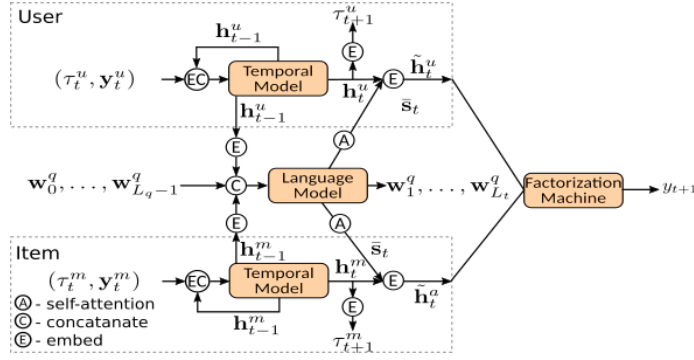 User
h^u_{t-1}
τ^u_{t+1}
E
(τ^u_t, y^u_t)
EC
Temporal Model
h^u_t
E
h̃^u_t
h^u_{t-1}
s̄_t
E
A
w^q_0, . . . , w^q_{L_q-1}
C
Language Model
w^q_1, . . . , w^q_{L_t}
Factorization Machine
y_{t+1}
E
A
Item
h^m_{t-1}
s̄_t
(τ^m_t, y^m_t)
EC
Temporal Model
h^m_t
E
h̃^a_t
h^m_{t-1}
E
τ^m_{t+1}
A - self-attention
C - concatanate
E - embed